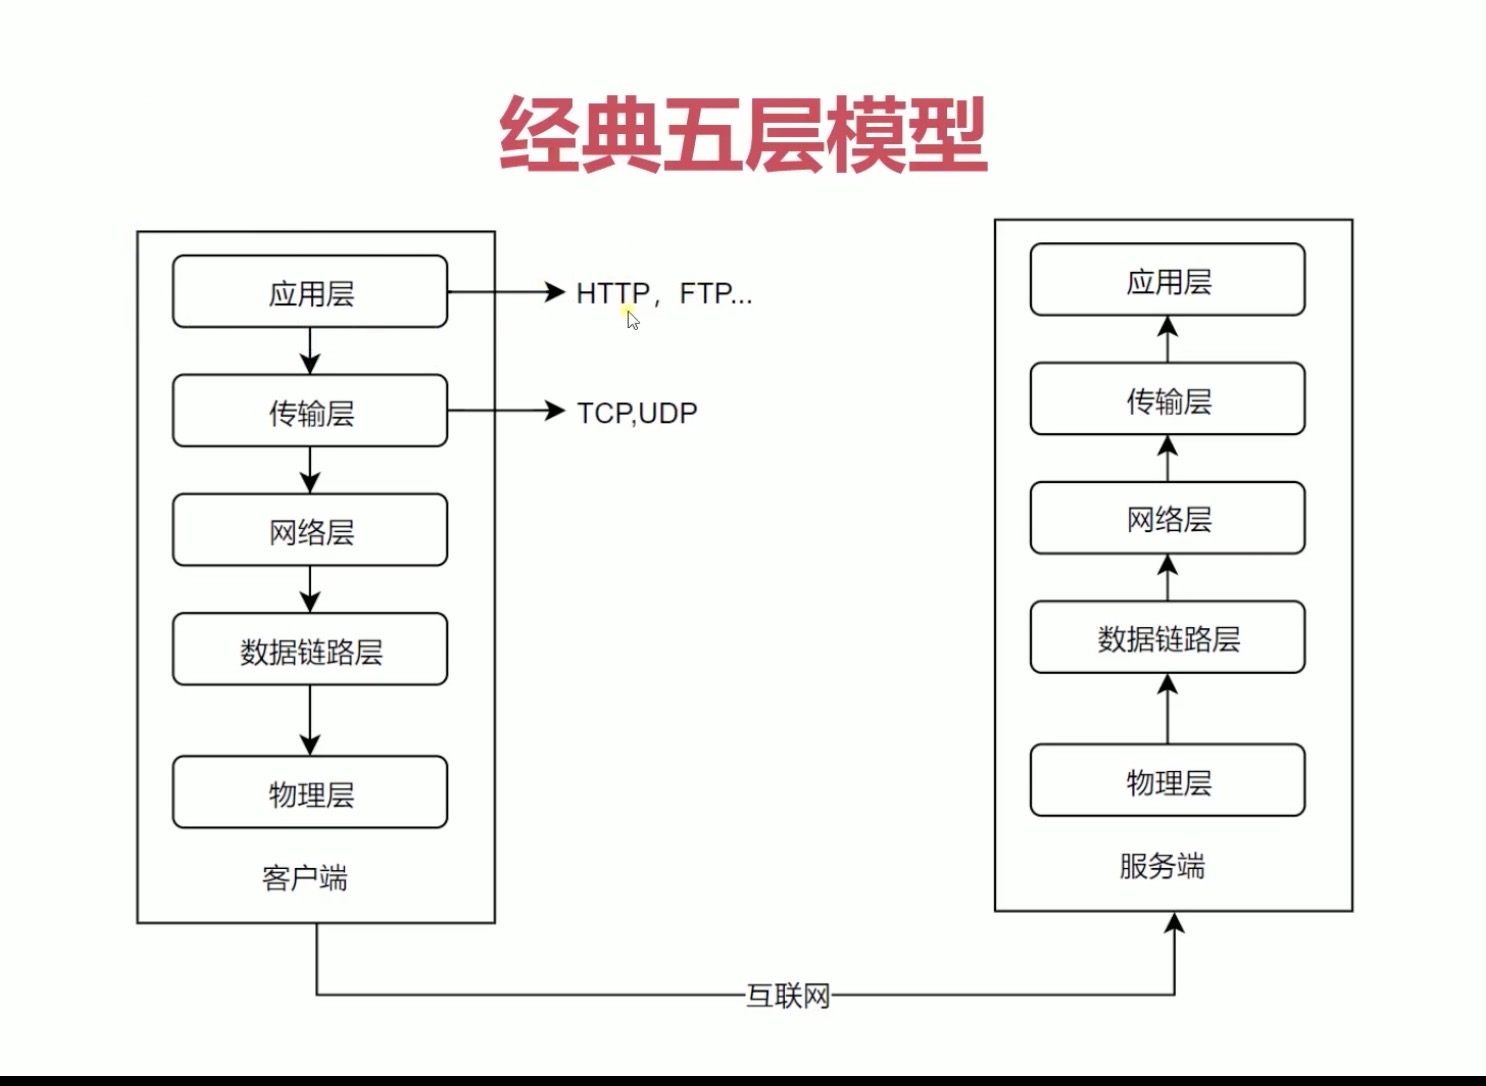 经典五层模型
应用层
HTTP，FTP...
传输层
TCP,UDP
网络层
数据链路层
物理层
客户端
应用层
传输层
网络层
数据链路层
物理层
服务端
互联网